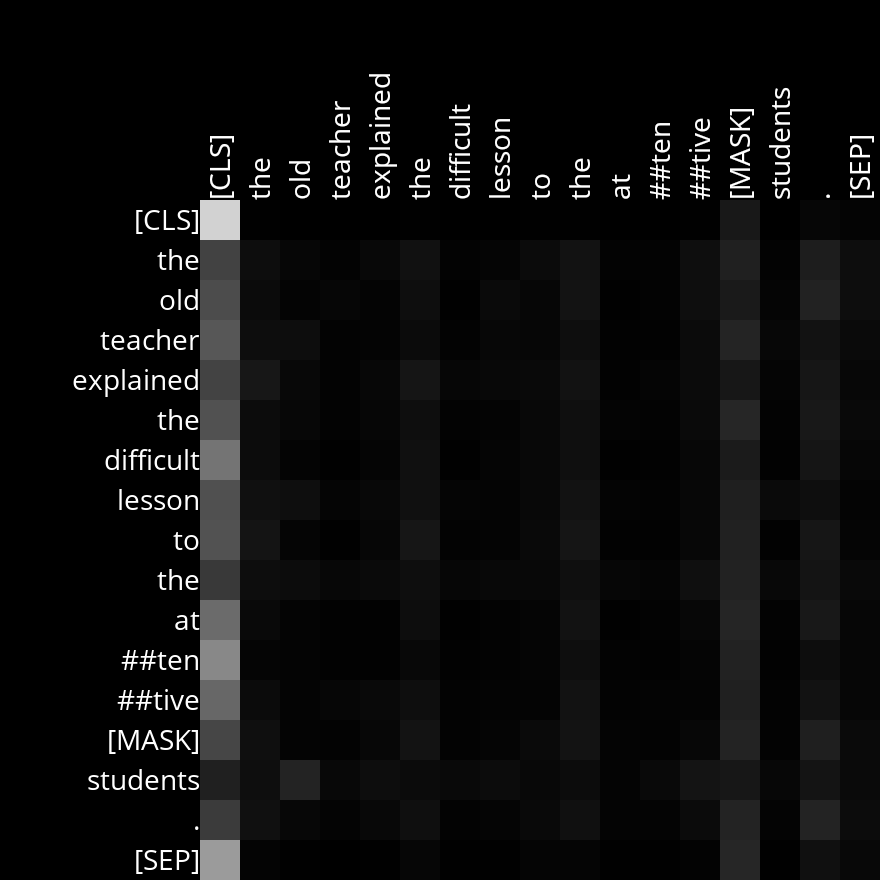 [CLS]
the
old
teacher
explained
the
difficult
lesson
to
the
at
##ten
##tive
[MASK]
students
.
[SEP]
[CLS]
the
old
teacher
explained
the
difficult
lesson
to
the
at
##ten
##tive
[MASK]
students
.
[SEP]